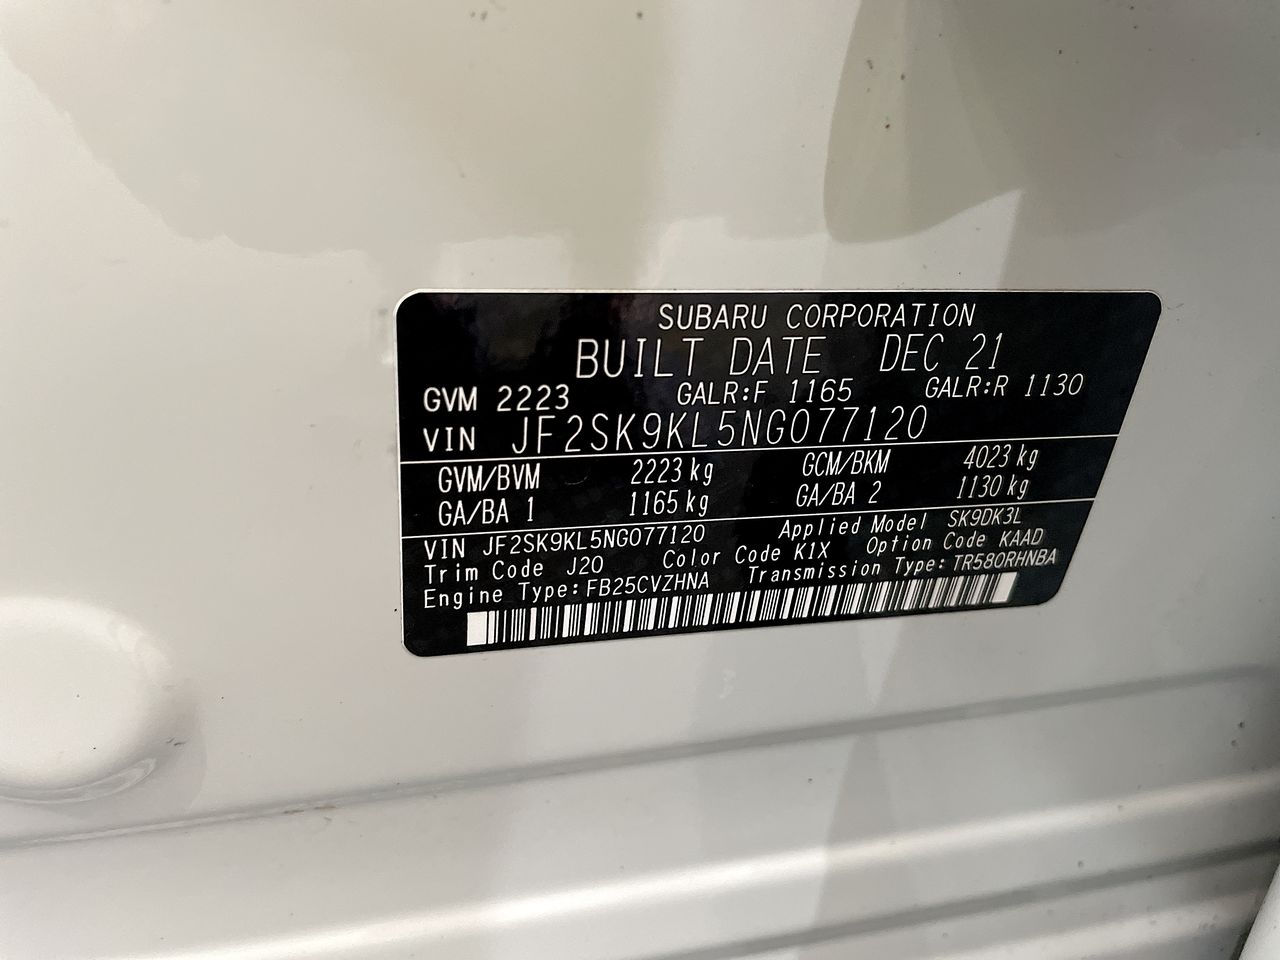 SUBARU CORPORATION
BUILT DATE DEC 21
GVM 2223 GALR:F 1165 GALR:R 1130
VIN JF2SK9KL5NG077120
GVM/BVM 2223 kg GCM/BKM 4023 kg
GA/BA 1 1165 kg GA/BA 2 1130 kg
VIN JF2SK9KL5NG077120 Applied Model SK9DK3L
Trim Code J20 Color Code K1X Option Code KAAD
Engine Type: FB25CVZHNA Transmission Type: TR580RHNBA